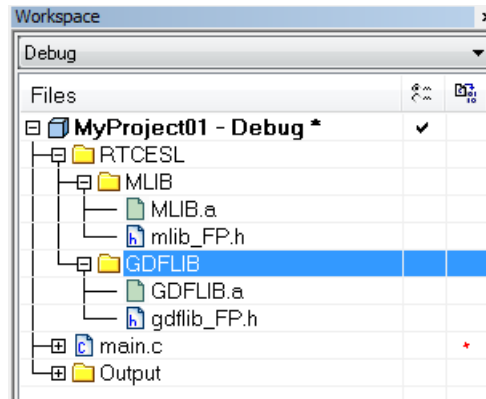 Workspace
Debug
Files
MyProject01 - Debug *
RTCESL
MLIB
MLIB.a
mlib_FP.h
GDFLIB
GDFLIB.a
gdflib_FP.h
main.c
Output